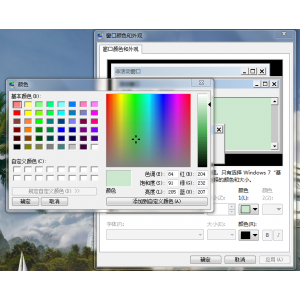 窗口颜色和外观
窗口颜色和外观
非活动窗口
颜色
基本颜色(B):
自定义颜色(C):
规定自定义颜色(D) >>
确定
取消
颜色
色调(E): 84
红(R): 204
饱和度(S): 91
绿(G): 232
亮度(L): 205
蓝(U): 207
添加到自定义颜色(A)
只有选择 Windows 7 “基
的颜色和大小。
颜色
1(L):
颜色
2(2):
字体(F):
大小(E):
颜色(R):
B
I
确定
取消
应用(A)